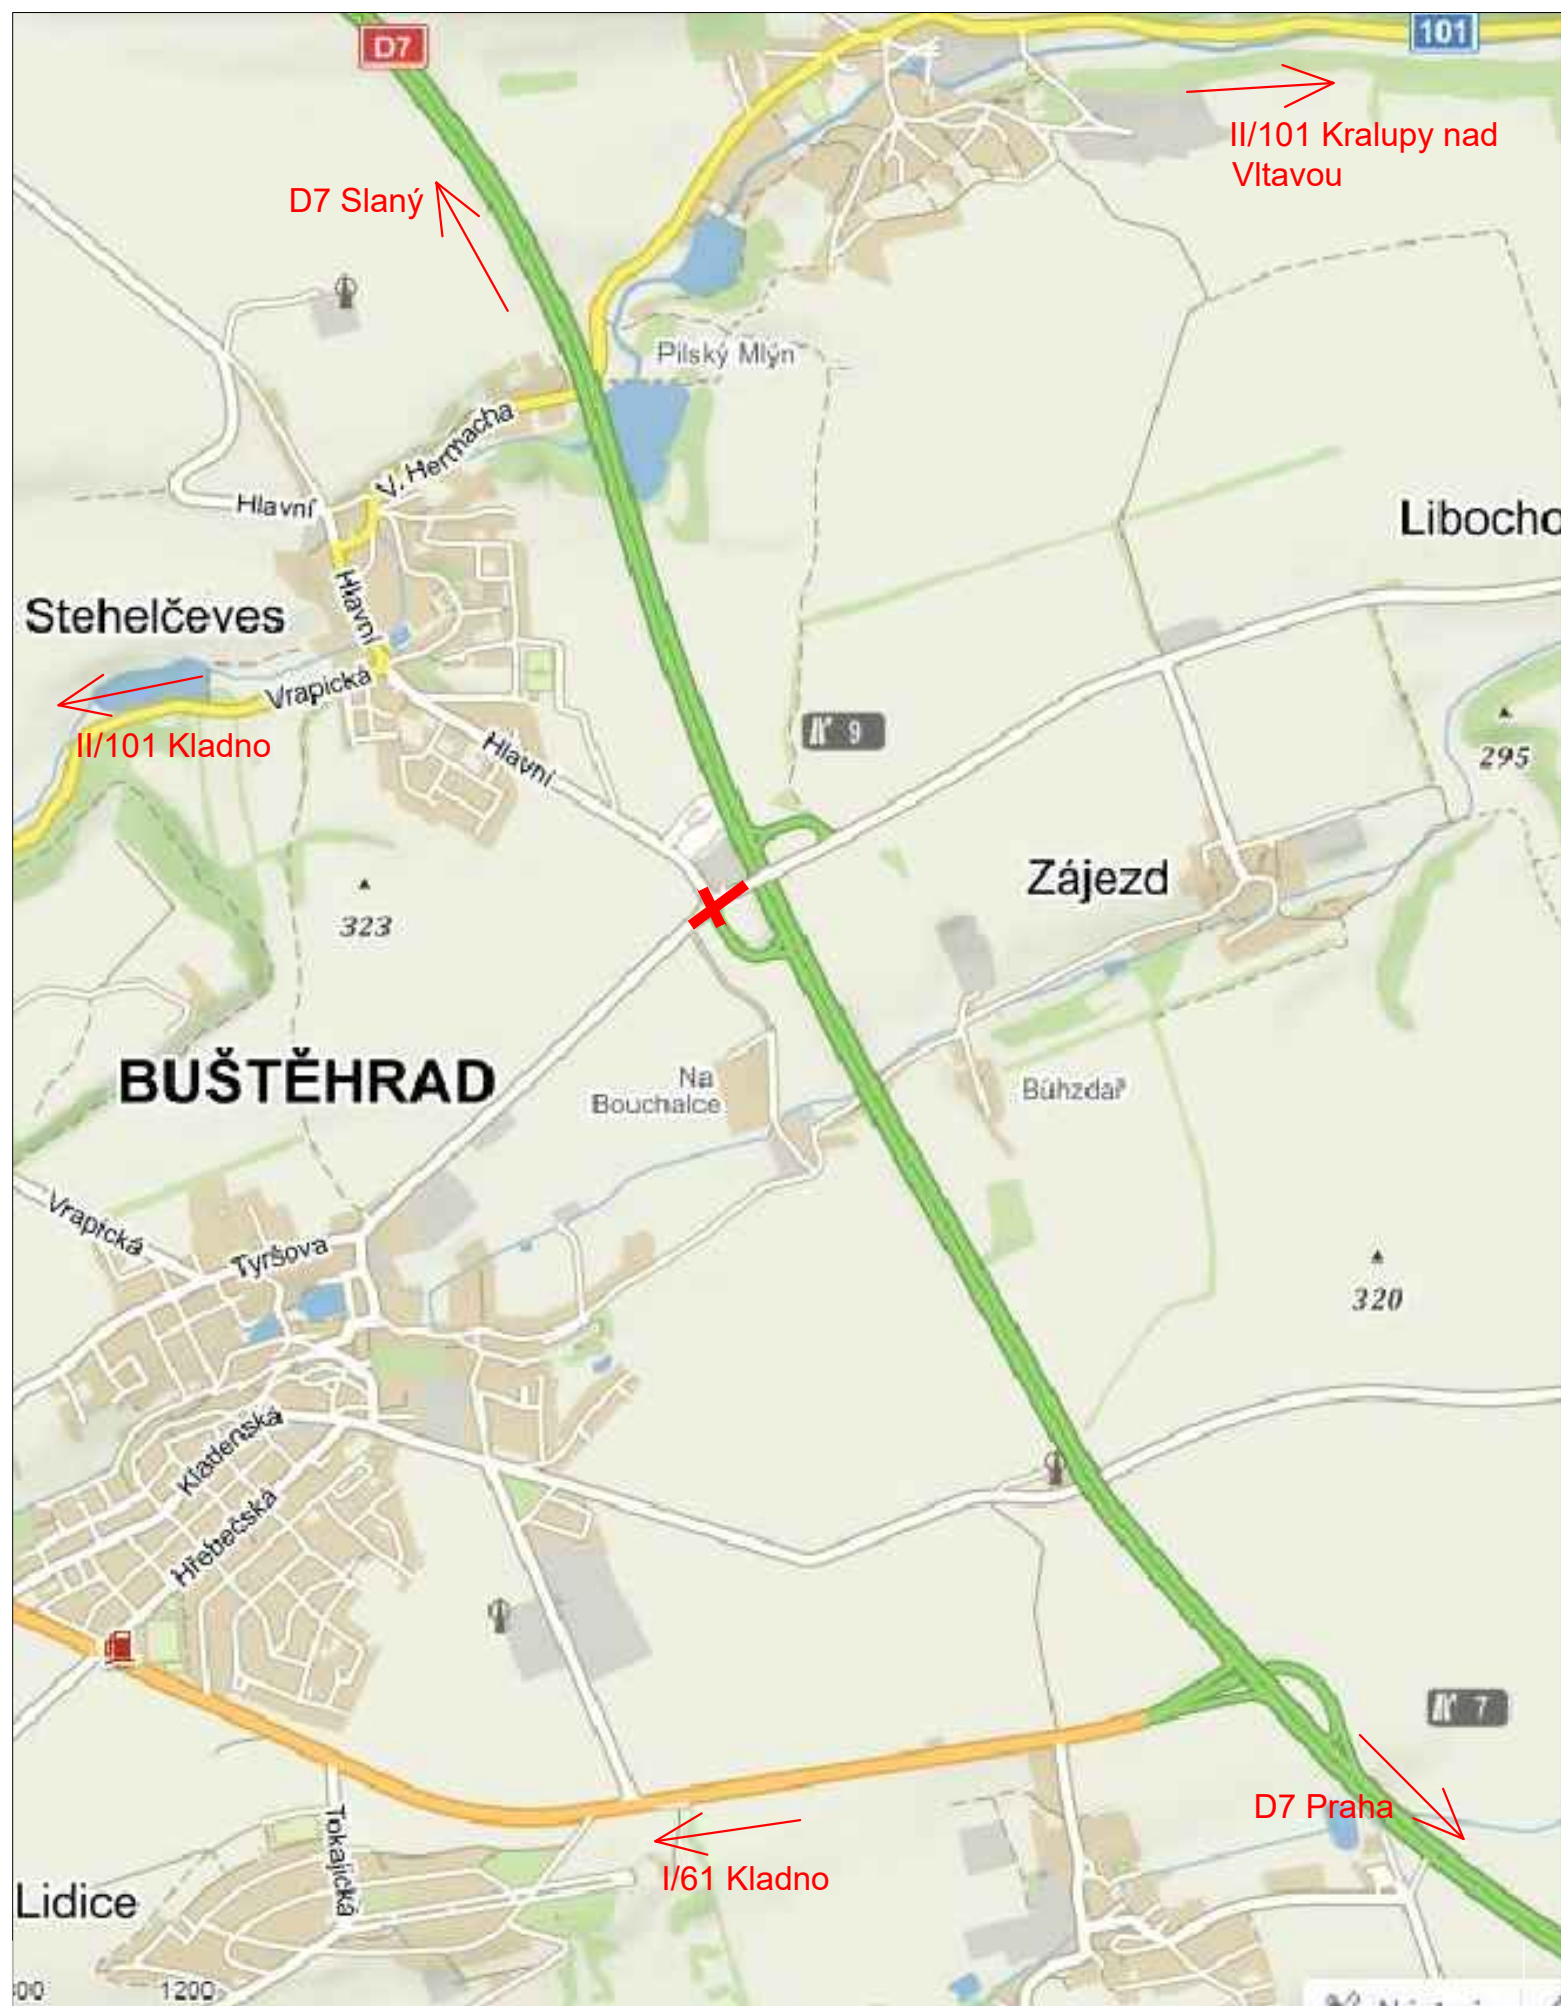 D7
101
II/101 Kralupy nad
Vltavou
D7 Slaný
Pilský Mlýn
V. Hermacha
Hlavní
Libocho
Hlavní
Stehelčeves
Vrapická
II/101 Kladno
Hlavní
9
295
Zájezd
323
BUŠTĚHRAD
Na
Bouchalce
Bůhzdař
Vrapická
Tyršova
320
Kladenská
Hřebečská
7
D7 Praha
Tokajická
I/61 Kladno
Lidice
1200